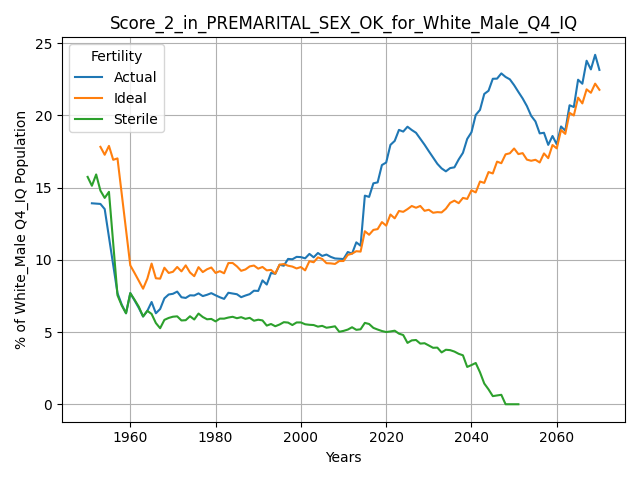 Score_2_in_PREMARITAL_SEX_OK_for_White_Male_Q4_IQ
Fertility
Actual
Ideal
Sterile
% of White_Male Q4_IQ Population
25
20
15
10
5
0
1960
1980
2000
2020
2040
2060
Years